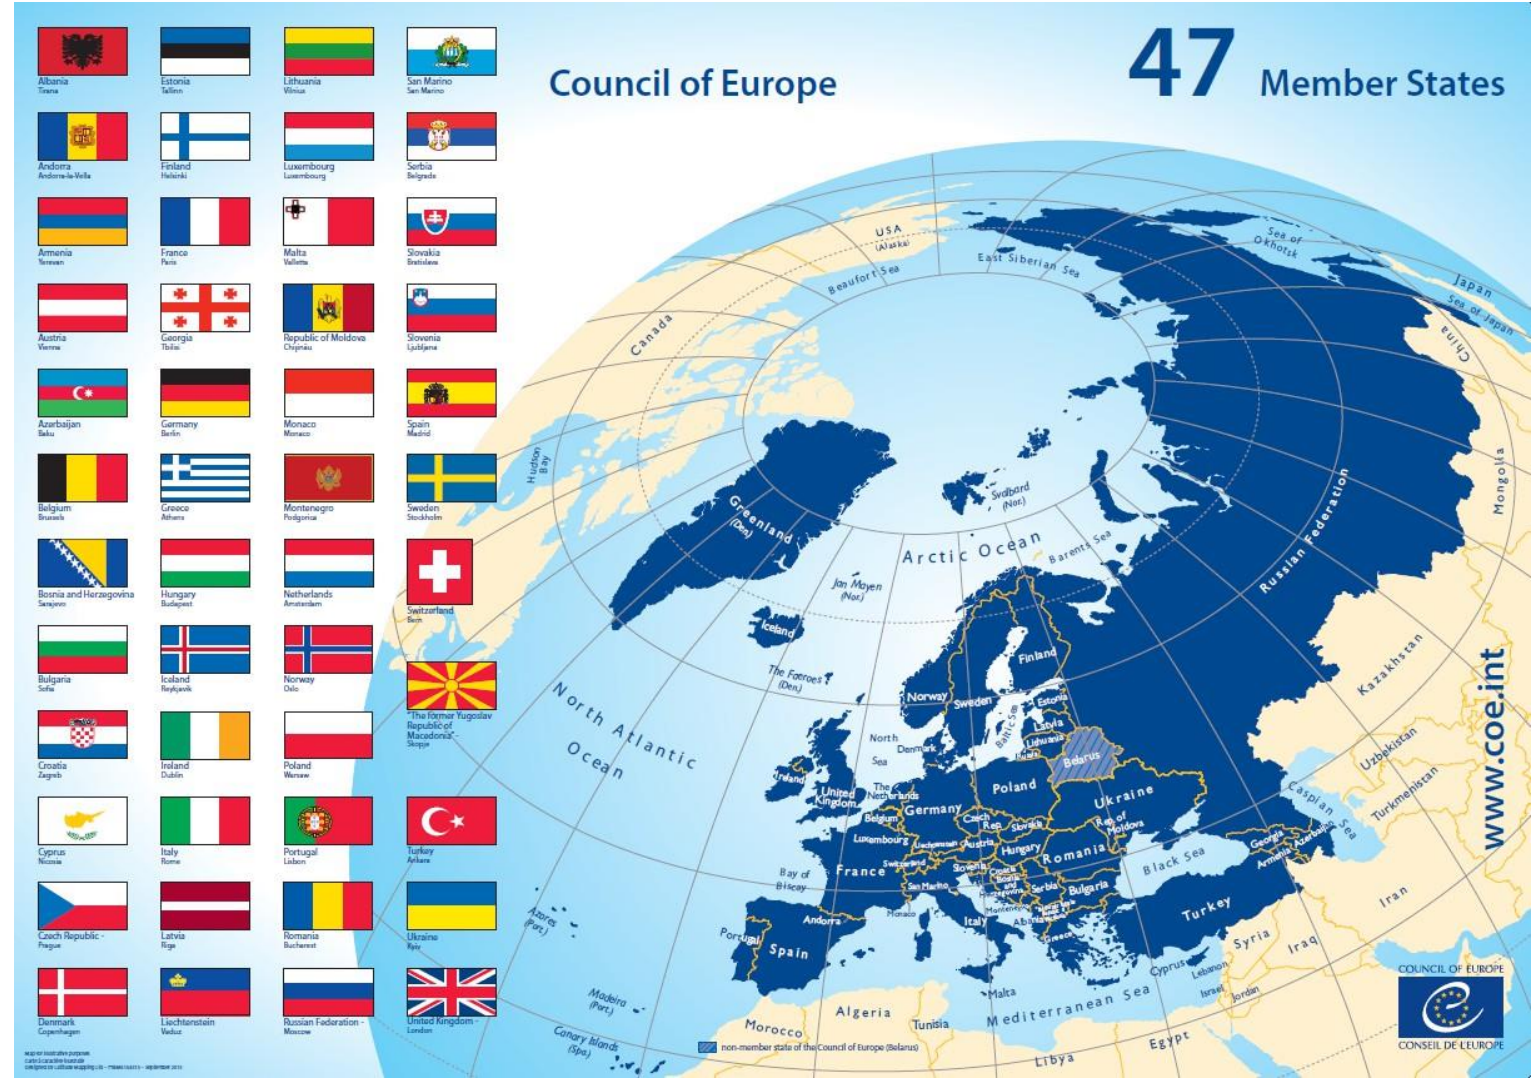 Council of Europe
47 Member States
Albania
Tirana
Estonia
Tallinn
Lithuania
Vilnius
San Marino
San Marino
Andorra
Andorra-la-Vella
Finland
Helsinki
Luxembourg
Luxembourg
Serbia
Belgrade
Armenia
Yerevan
France
Paris
Malta
Valletta
Slovakia
Bratislava
Austria
Vienna
Georgia
Tbilisi
Republic of Moldova
Chişinău
Slovenia
Ljubljana
Azerbaijan
Baku
Germany
Berlin
Monaco
Monaco
Spain
Madrid
Belgium
Brussels
Greece
Athens
Montenegro
Podgorica
Sweden
Stockholm
Bosnia and Herzegovina
Sarajevo
Hungary
Budapest
Netherlands
Amsterdam
Switzerland
Bern
Bulgaria
Sofia
Iceland
Reykjavik
Norway
Oslo
"The former Yugoslav
Republic of
Macedonia" -
Skopje
Croatia
Zagreb
Ireland
Dublin
Poland
Warsaw
Cyprus
Nicosia
Italy
Rome
Portugal
Lisbon
Turkey
Ankara
Czech Republic -
Prague
Latvia
Riga
Romania
Bucharest
Ukraine
Kyiv
Denmark
Copenhagen
Liechtenstein
Vaduz
Russian Federation -
Moscow
United Kingdom -
London
USA
(Alaska)
Beaufort Sea
East Siberian Sea
Sea of
Okhotsk
Japan
Sea of Japan
China
Canada
Hudson
Bay
Mongolia
Greenland
(Den.)
Svalbard
(Nor.)
Arctic Ocean
Barents Sea
Russian Federation
Jan Mayen
(Nor.)
Iceland
The Faeroes
(Den.)
Finland
Norway
Sweden
Estonia
Latvia
Lithuania
Russia
Baltic Sea
Belarus
Kazakhstan
Uzbekistan
Turkmenistan
Caspian
Sea
North Atlantic
Ocean
North
Sea
Denmark
Ireland
United
Kingdom
The
Netherlands
Belgium
Germany
Poland
Ukraine
Luxembourg
Czech
Rep.
Slovakia
Rep. of
Moldova
Liechtenstein
Austria
Hungary
Romania
Switzerland
Slovenia
Croatia
Bosnia
and
Herzegovina
Serbia
Bulgaria
Black Sea
Georgia
Armenia
Azerbaijan
Bay of
Biscay
France
San Marino
Monaco
Italy
Montenegro
Albania
Greece
Turkey
Andorra
Portugal
Spain
Azores
(Port.)
Madeira
(Port.)
Canary Islands
(Spa.)
Malta
Mediterranean Sea
Cyprus
Lebanon
Israel
Jordan
Syria
Iraq
Iran
Morocco
Algeria
Tunisia
Libya
Egypt
non-member state of the Council of Europe (Belarus)
www.coe.int
COUNCIL OF EUROPE
CONSEIL DE L'EUROPE